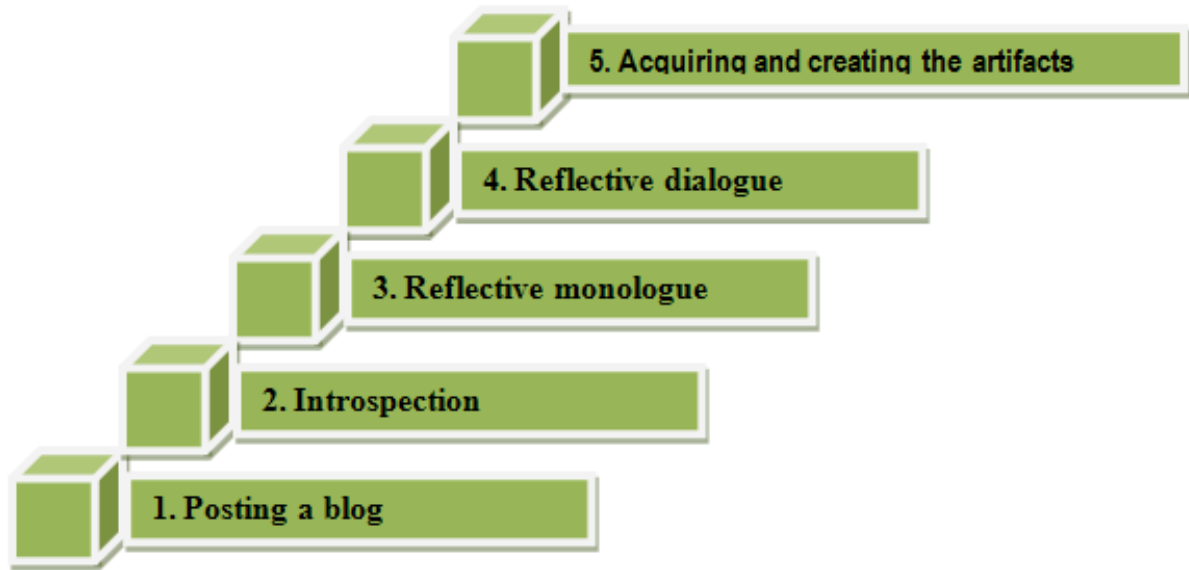 5. Acquiring and creating the artifacts
4. Reflective dialogue
3. Reflective monologue
2. Introspection
1. Posting a blog